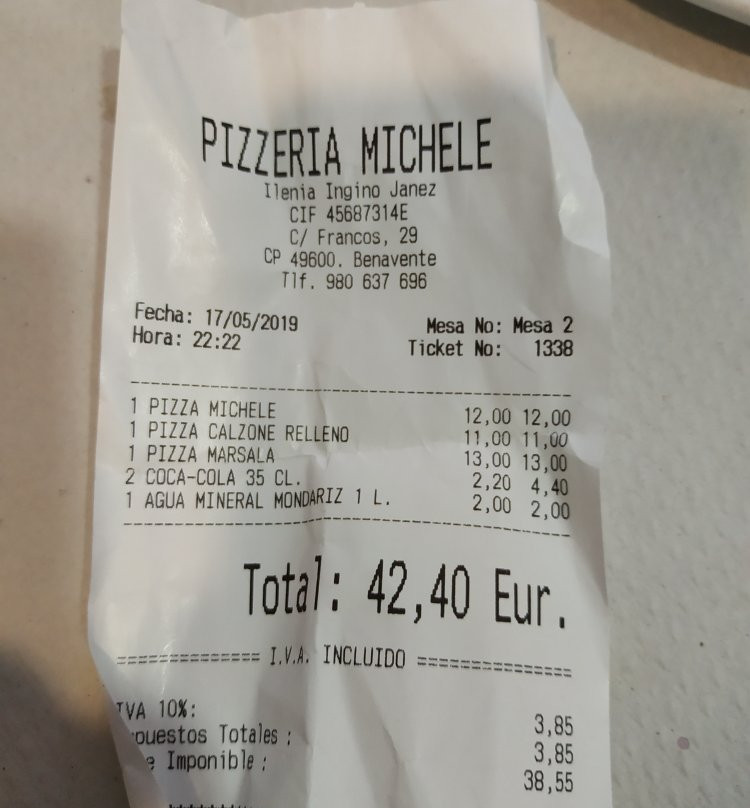 PIZZERIA MICHELE
Ilenia Ingino Janez
CIF 45687314E
C/ Francos, 29
CP 49600. Benavente
Tlf. 980 637 696
Fecha: 17/05/2019 Mesa No: Mesa 2
Hora: 22:22 Ticket No: 1338
1 PIZZA MICHELE 12,00 12,00
1 PIZZA CALZONE RELLENO 11,00 11,00
1 PIZZA MARSALA 13,00 13,00
2 COCA-COLA 35 CL. 2,20 4,40
1 AGUA MINERAL MONDARIZ 1 L. 2,00 2,00
Total: 42,40 Eur.
============= I.V.A. INCLUIDO ==============
IVA 10%: 3,85
puestos Totales : 3,85
e Imponible : 38,55